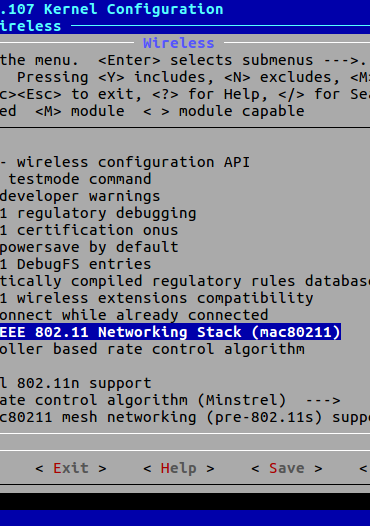 .107 Kernel Configuration
ireless
Wireless
the menu. <Enter> selects submenus --->.
Pressing <Y> includes, <N> excludes, <M
c><Esc> to exit, <?> for Help, </> for Sea
ed <M> module < > module capable
- wireless configuration API
testmode command
developer warnings
1 regulatory debugging
1 certification onus
powersave by default
1 DebugFS entries
tically compiled regulatory rules database
1 wireless extensions compatibility
onnect while already connected
IEEE 802.11 Networking Stack (mac80211)
oller based rate control algorithm
l 802.11n support
ate control algorithm (Minstrel) --->
c80211 mesh networking (pre-802.11s) supp
< Exit > < Help > < Save > <